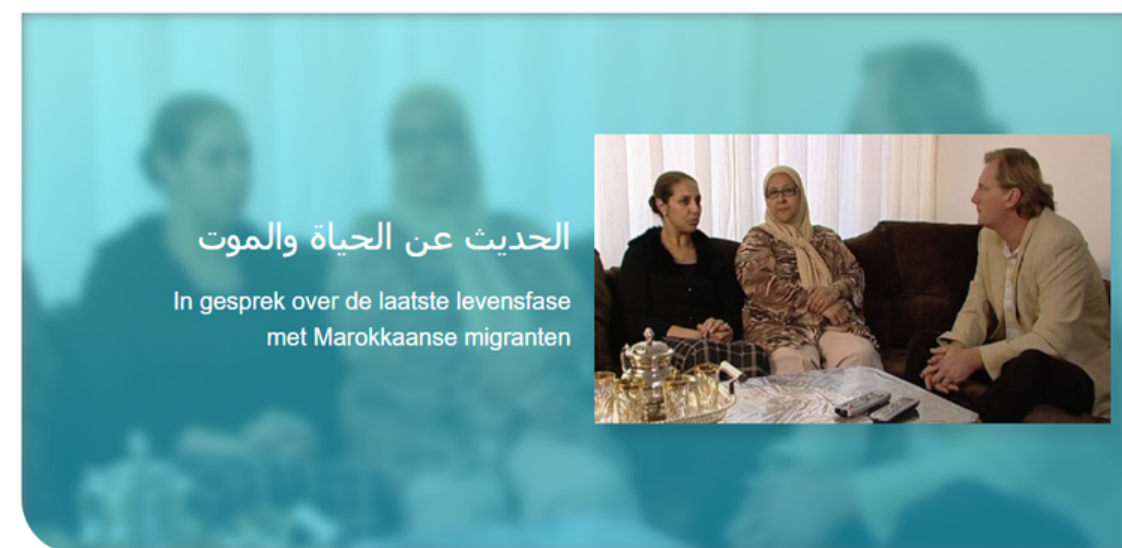 الحديث عن الحياة والموت
In gesprek over de laatste levensfase
met Marokkaanse migranten